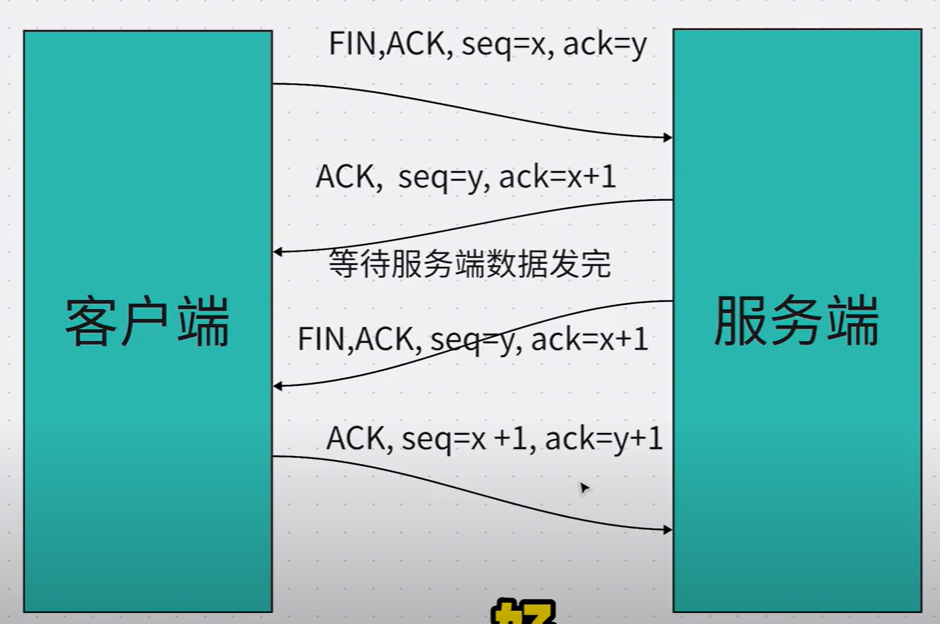 FIN,ACK, seq=x, ack=y
ACK, seq=y, ack=x+1
等待服务端数据发完
客户端
服务端
FIN,ACK, seq=y, ack=x+1
ACK, seq=x +1, ack=y+1
好